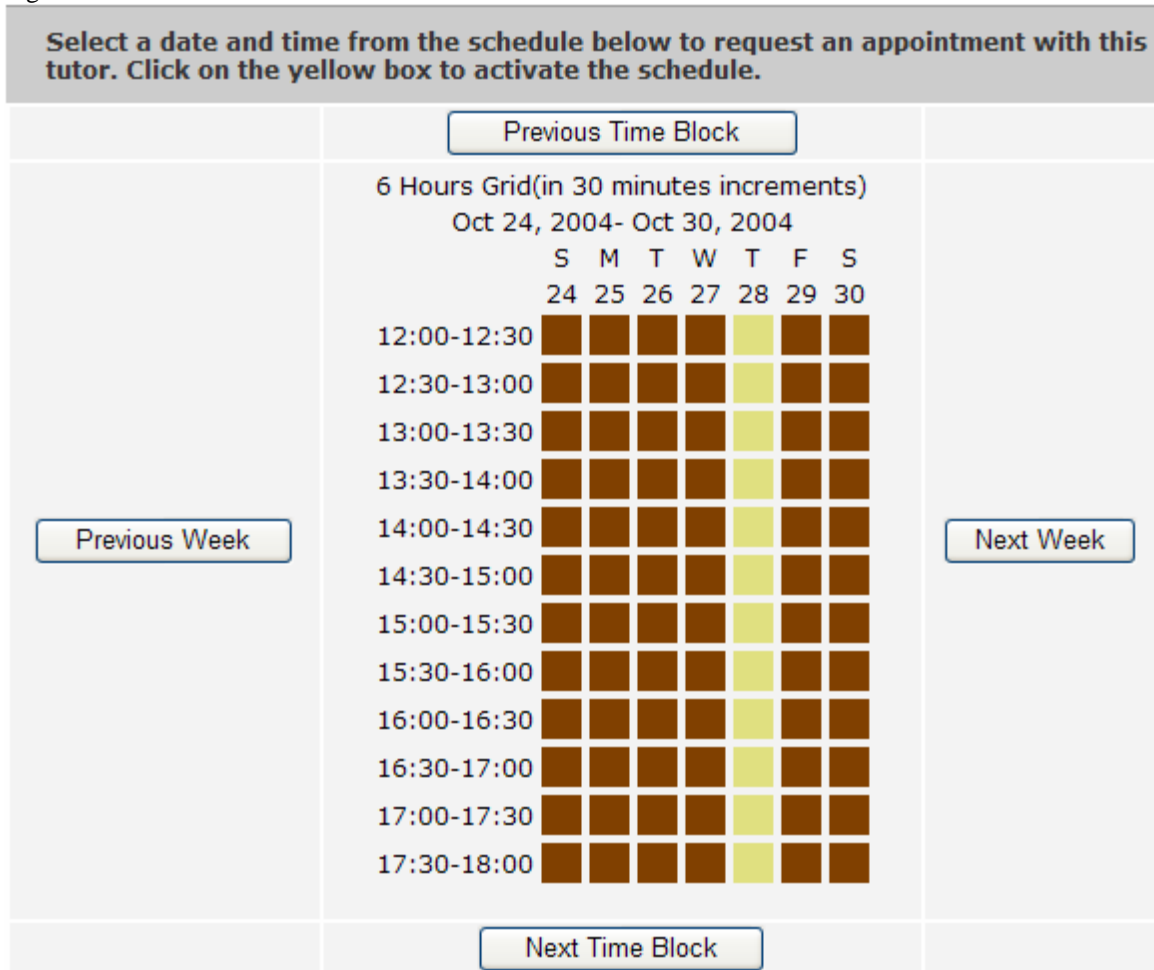 Select a date and time from the schedule below to request an appointment with this
tutor. Click on the yellow box to activate the schedule.
Previous Time Block
6 Hours Grid(in 30 minutes increments)
Oct 24, 2004- Oct 30, 2004
S M T W T F S
24 25 26 27 28 29 30
12:00-12:30
12:30-13:00
13:00-13:30
13:30-14:00
14:00-14:30
Previous Week
Next Week
14:30-15:00
15:00-15:30
15:30-16:00
16:00-16:30
16:30-17:00
17:00-17:30
17:30-18:00
Next Time Block